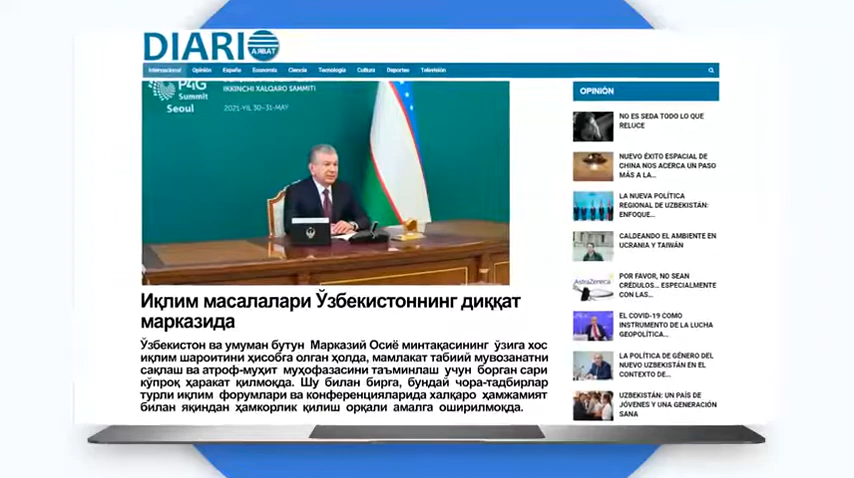 DIARIO
АЯВАТ
Internacional Opinión España Economía Ciencia Tecnología Cultura Deportes Televisión
P4G
Summit
Seoul
IKKINCHI XALQARO SAMMITI
2021-YIL 30-31-MAY
Иқлим масалалари Ўзбекистоннинг диққат
марказида
Ўзбекистон ва умуман бутун Марказий Осиё минтақасининг ўзига хос
иқлим шароитини ҳисобга олган ҳолда, мамлакат табиий мувозанатни
сақлаш ва атроф-муҳит муҳофазасини таъминлаш учун борган сари
кўпроқ ҳаракат қилмоқда. Шу билан бирга, бундай чора-тадбирлар
турли иқлим форумлари ва конференцияларида халқаро ҳамжамият
билан яқиндан ҳамкорлик қилиш орқали амалга оширилмоқда.
OPINIÓN
NO ES SEDA TODO LO QUE
RELUCE
NUEVO ÉXITO ESPACIAL DE
CHINA NOS ACERCA UN PASO
MÁS A LA...
LA NUEVA POLÍTICA
REGIONAL DE UZBEKISTÁN:
ENFOQUE...
CALDEANDO EL AMBIENTE EN
UCRANIA Y TAIWÁN
AstraZeneca
POR FAVOR, NO SEAN
CRÉDULOS... ESPECIALMENTE
CON LAS...
EL COVID-19 COMO
INSTRUMENTO DE LA LUCHA
GEOPOLÍTICA...
LA POLÍTICA DE GÉNERO DEL
NUEVO UZBEKISTÁN EN EL
CONTEXTO DE...
UZBEKISTÁN: UN PAÍS DE
JÓVENES Y UNA GENERACIÓN
SANA